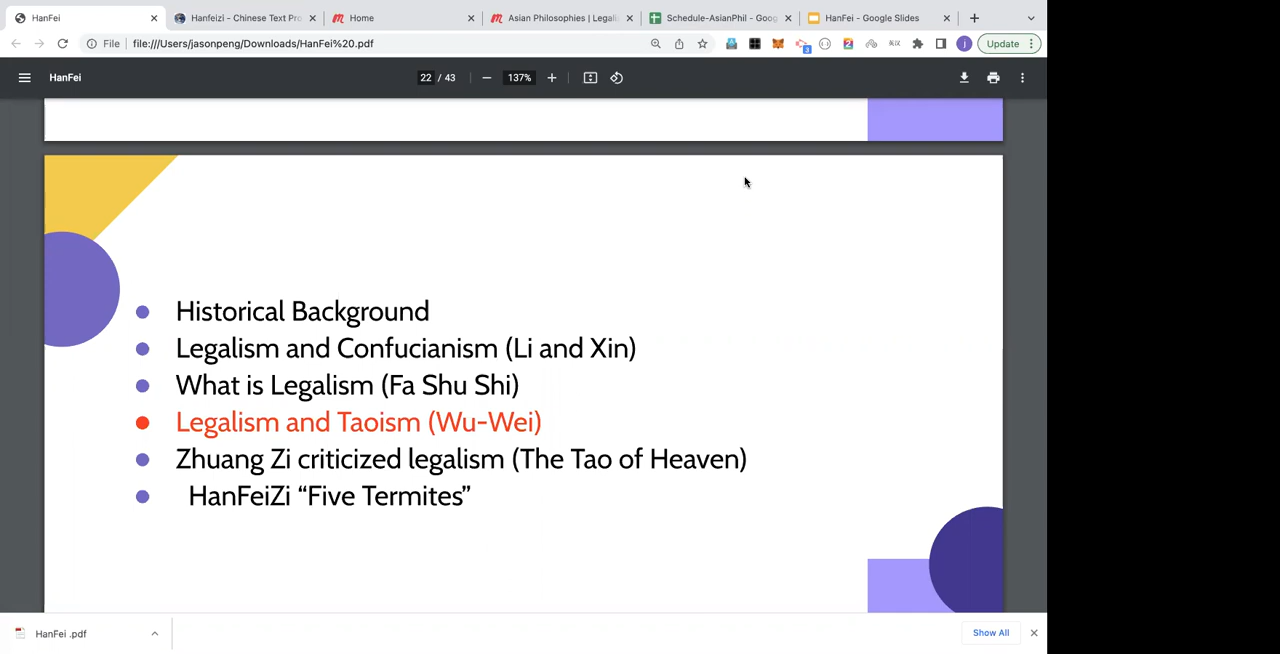 HanFei
Hanfeizi - Chinese Text Pro
Home
Asian Philosophies | Legali
Schedule-AsianPhil - Goog
HanFei - Google Slides
File
file:///Users/jasonpeng/Downloads/HanFei%20.pdf
Update
HanFei
22 / 43
137%
Historical Background
Legalism and Confucianism (Li and Xin)
What is Legalism (Fa Shu Shi)
Legalism and Taoism (Wu-Wei)
Zhuang Zi criticized legalism (The Tao of Heaven)
HanFeiZi “Five Termites”
HanFei .pdf
Show All